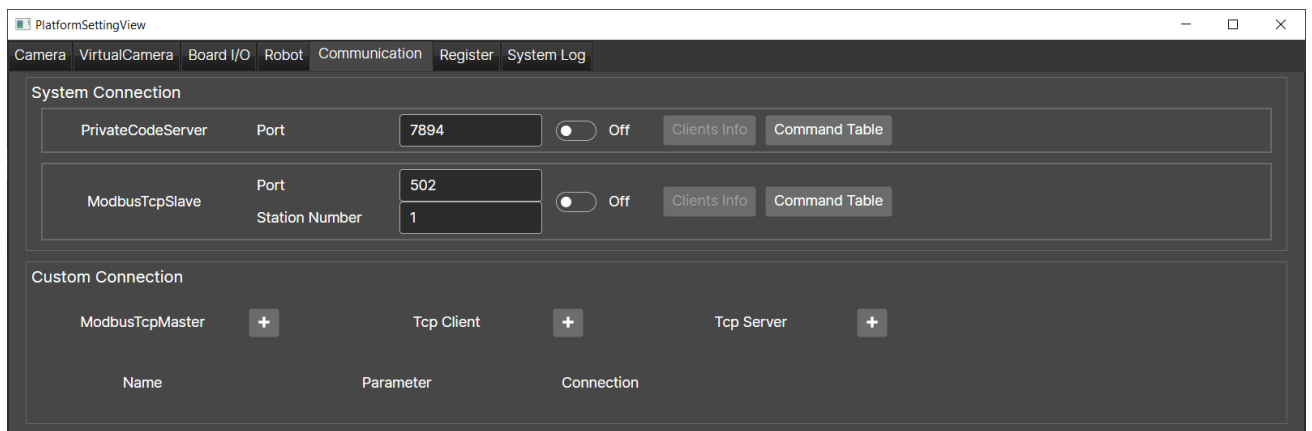 PlatformSettingView
Camera VirtualCamera Board I/O Robot Communication Register System Log
System Connection
PrivateCodeServer Port 7894 Off Clients Info Command Table
Port 502
ModbusTcpSlave Off Clients Info Command Table
Station Number 1
Custom Connection
ModbusTcpMaster + Tcp Client + Tcp Server +
Name Parameter Connection